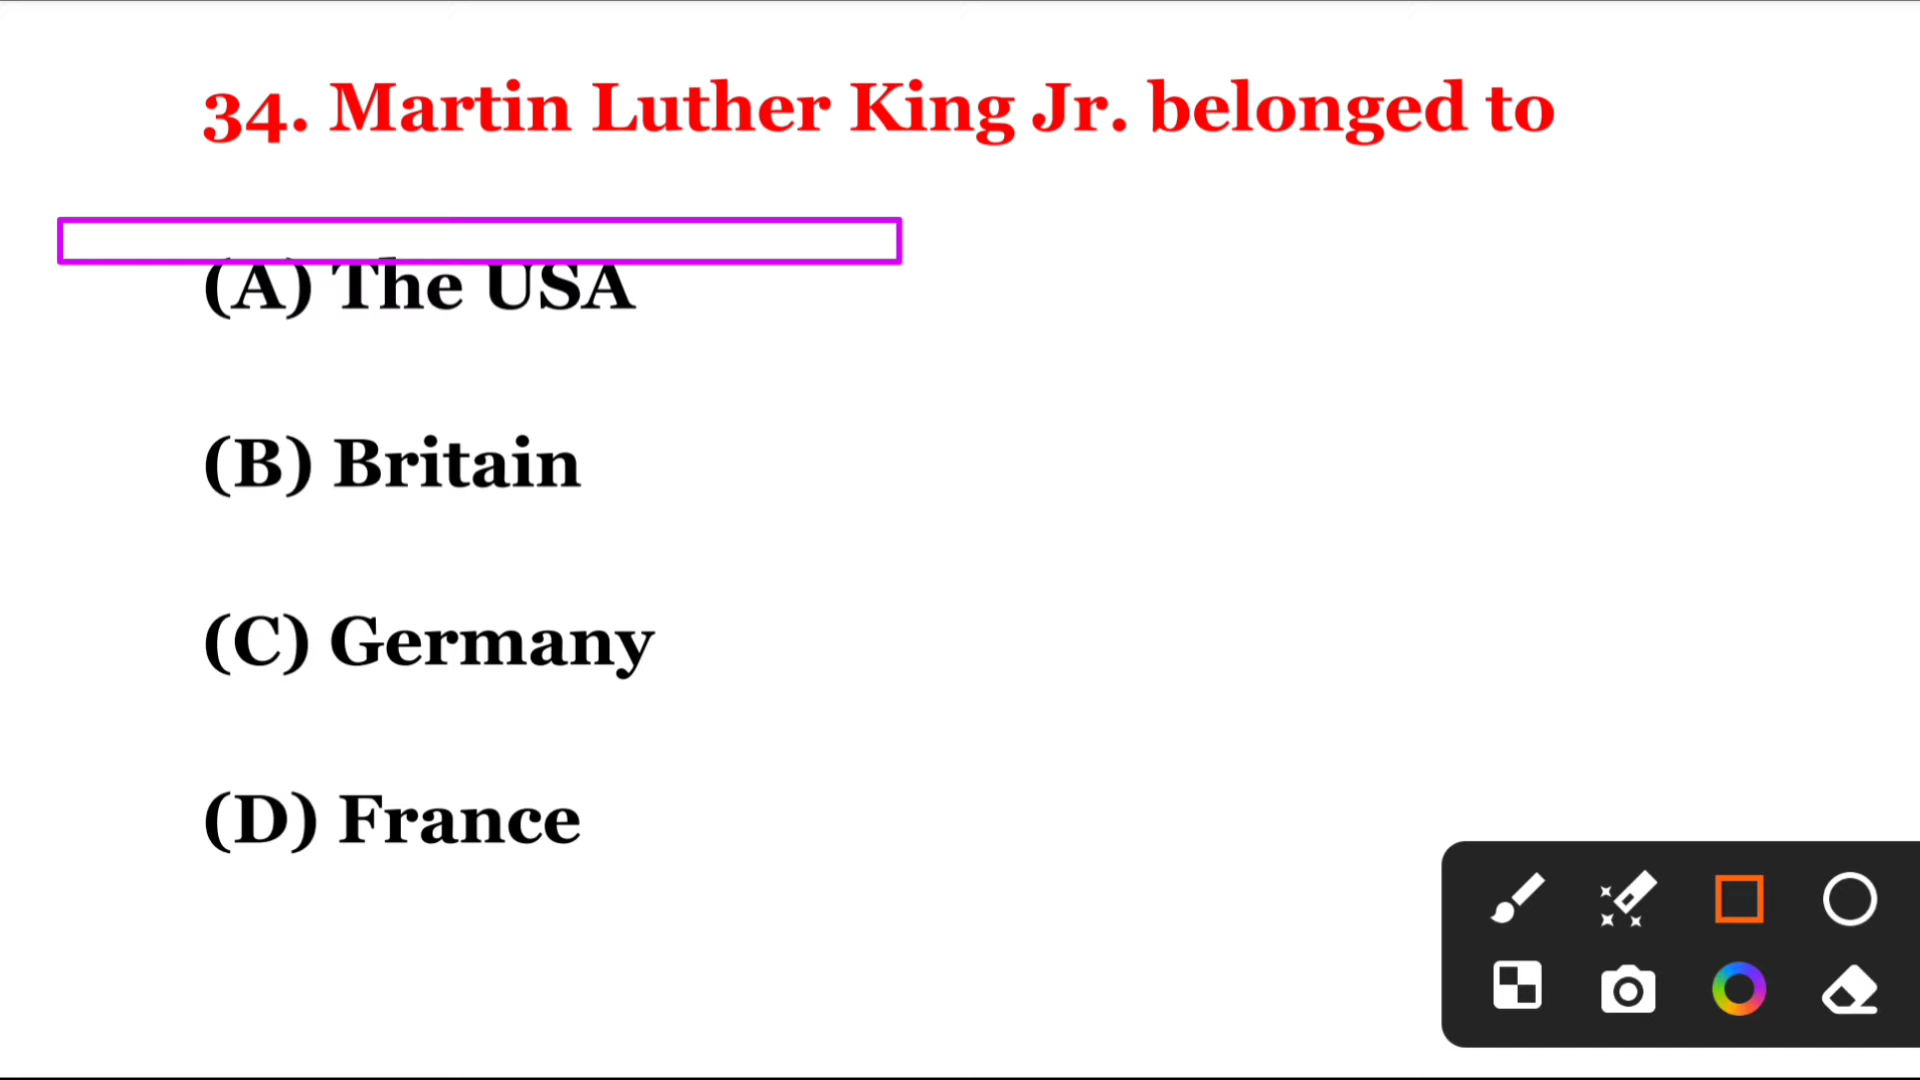 34. Martin Luther King Jr. belonged to
(A) The USA
(B) Britain
(C) Germany
(D) France